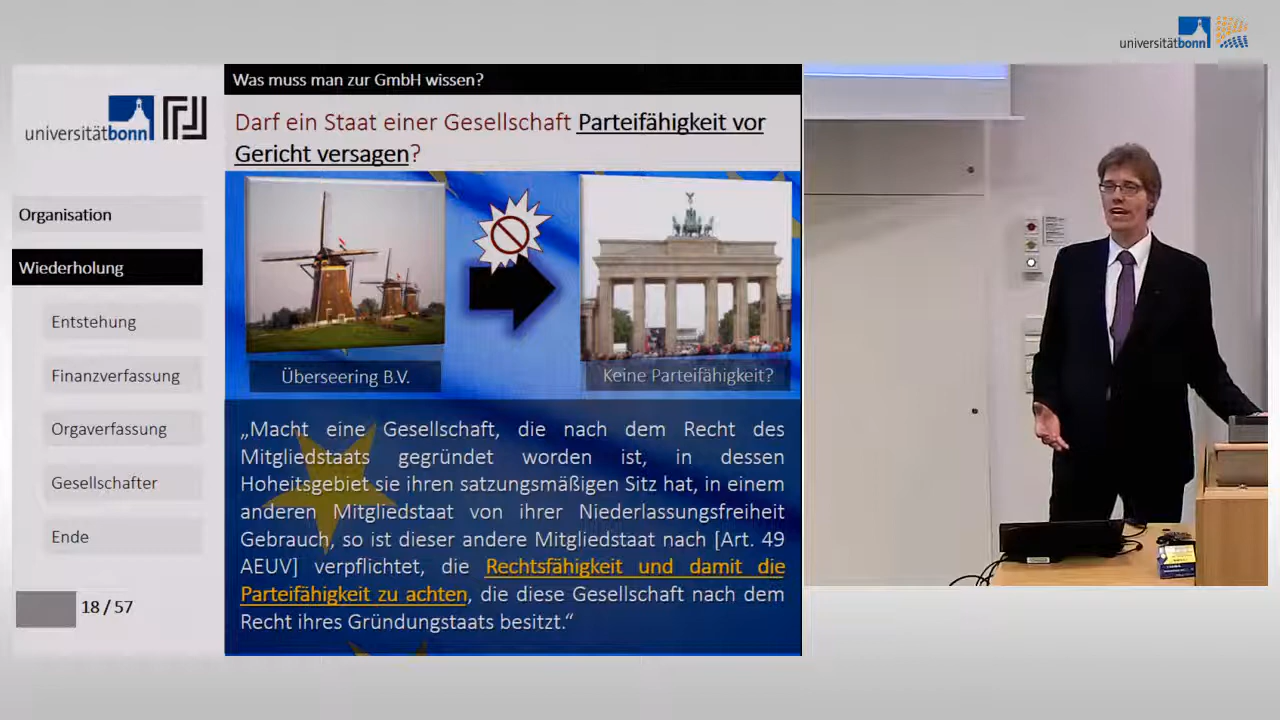 universitätbonn
Was muss man zur GmbH wissen?
Darf ein Staat einer Gesellschaft Parteifähigkeit vor
Gericht versagen?
universitätbonn
Organisation
Wiederholung
Entstehung
Finanzverfassung
Orgaverfassung
Gesellschafter
Ende
18 / 57
Überseering B.V.
Keine Parteifähigkeit?
„Macht eine Gesellschaft, die nach dem Recht des
Mitgliedstaats gegründet worden ist, in dessen
Hoheitsgebiet sie ihren satzungsmäßigen Sitz hat, in einem
anderen Mitgliedstaat von ihrer Niederlassungsfreiheit
Gebrauch, so ist dieser andere Mitgliedstaat nach [Art. 49
AEUV] verpflichtet, die Rechtsfähigkeit und damit die
Parteifähigkeit zu achten, die diese Gesellschaft nach dem
Recht ihres Gründungstaats besitzt.“